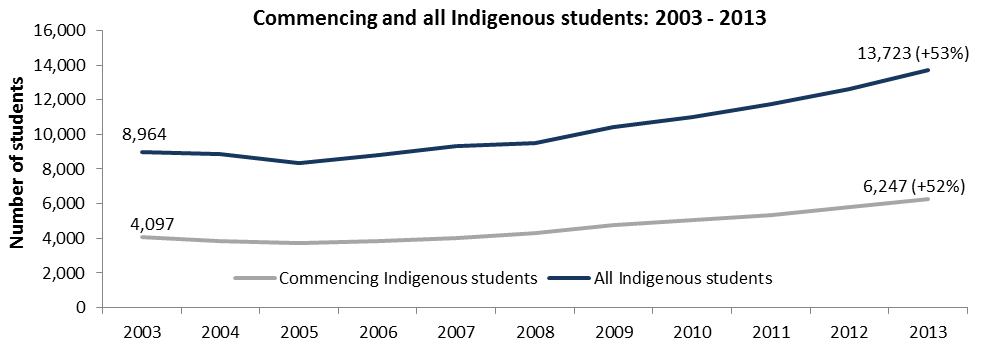 Commencing and all Indigenous students: 2003 - 2013
16,000
14,000
12,000
10,000
8,000
6,000
4,000
2,000
0
Number of students
13,723 (+53%)
8,964
6,247 (+52%)
4,097
Commencing Indigenous students
All Indigenous students
2003 2004 2005 2006 2007 2008 2009 2010 2011 2012 2013